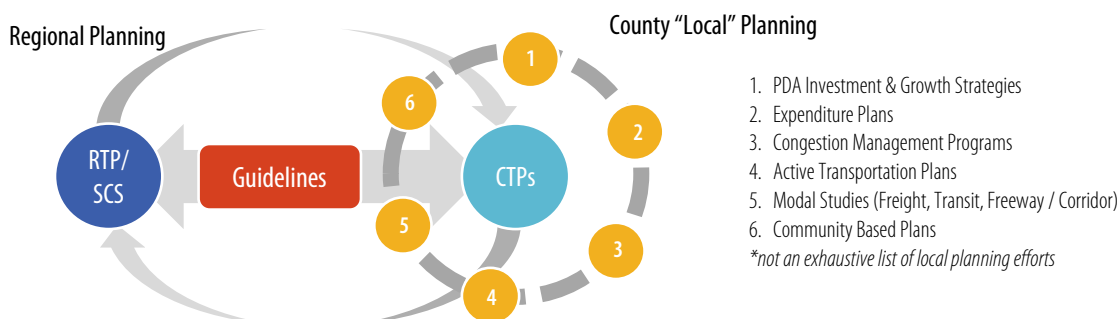 Regional Planning
County “Local” Planning
RTP/
SCS
Guidelines
CTPs
1
2
3
4
5
6
1. PDA Investment & Growth Strategies
2. Expenditure Plans
3. Congestion Management Programs
4. Active Transportation Plans
5. Modal Studies (Freight, Transit, Freeway / Corridor)
6. Community Based Plans
*not an exhaustive list of local planning efforts